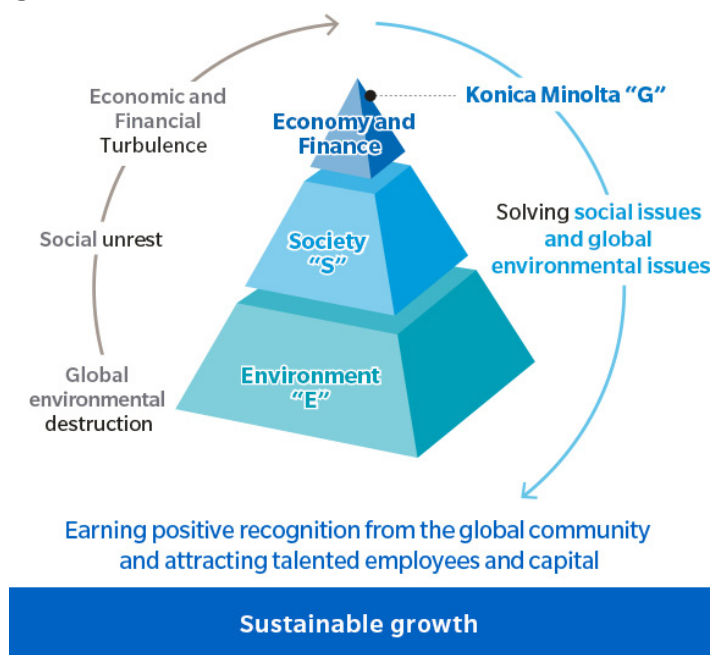 Economic and
Financial
Turbulence
Social unrest
Global
environmental
destruction
Economy and
Finance
Society
“S”
Environment
“E”
Konica Minolta “G”
Solving social issues
and global
environmental issues
Earning positive recognition from the global community
and attracting talented employees and capital
Sustainable growth